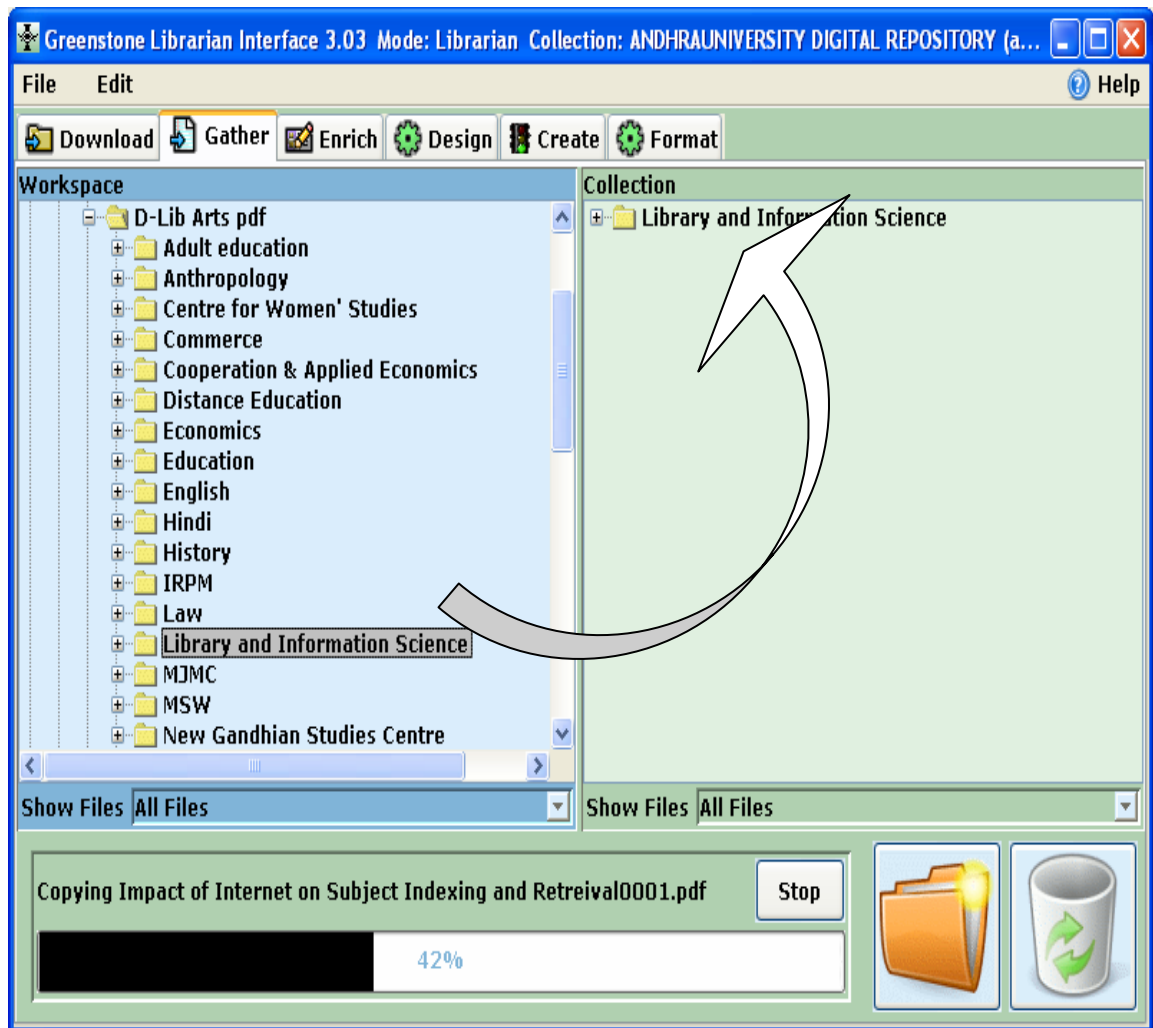 Greenstone Librarian Interface 3.03 Mode: Librarian Collection: ANDHRAUNIVERSITY DIGITAL REPOSITORY (a...
File Edit Help
Download Gather Enrich Design Create Format
Workspace
D-Lib Arts pdf
Adult education
Anthropology
Centre for Women' Studies
Commerce
Cooperation & Applied Economics
Distance Education
Economics
Education
English
Hindi
History
IRPM
Law
Library and Information Science
MJMC
MSW
New Gandhian Studies Centre
Show Files All Files
Collection
Library and Information Science
Show Files All Files
Copying Impact of Internet on Subject Indexing and Retreival0001.pdf
Stop
42%